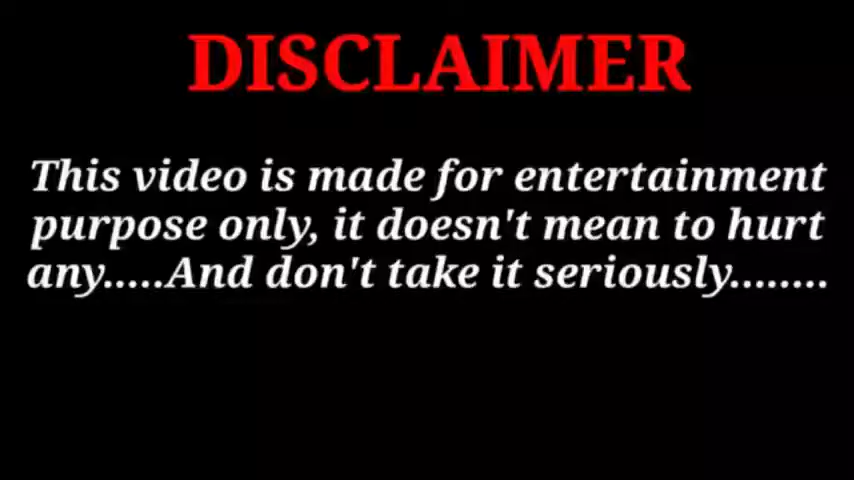 DISCLAIMER
This video is made for entertainment
purpose only, it doesn't mean to hurt
any.....And don't take it seriously........